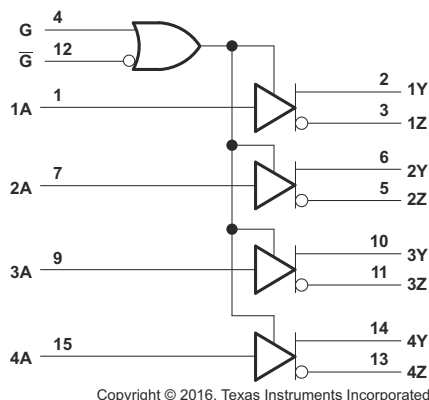 G 4
G̅ 12
1A 1
2 1Y
3 1Z
2A 7
6 2Y
5 2Z
3A 9
10 3Y
11 3Z
4A 15
14 4Y
13 4Z
Copyright © 2016, Texas Instruments Incorporated